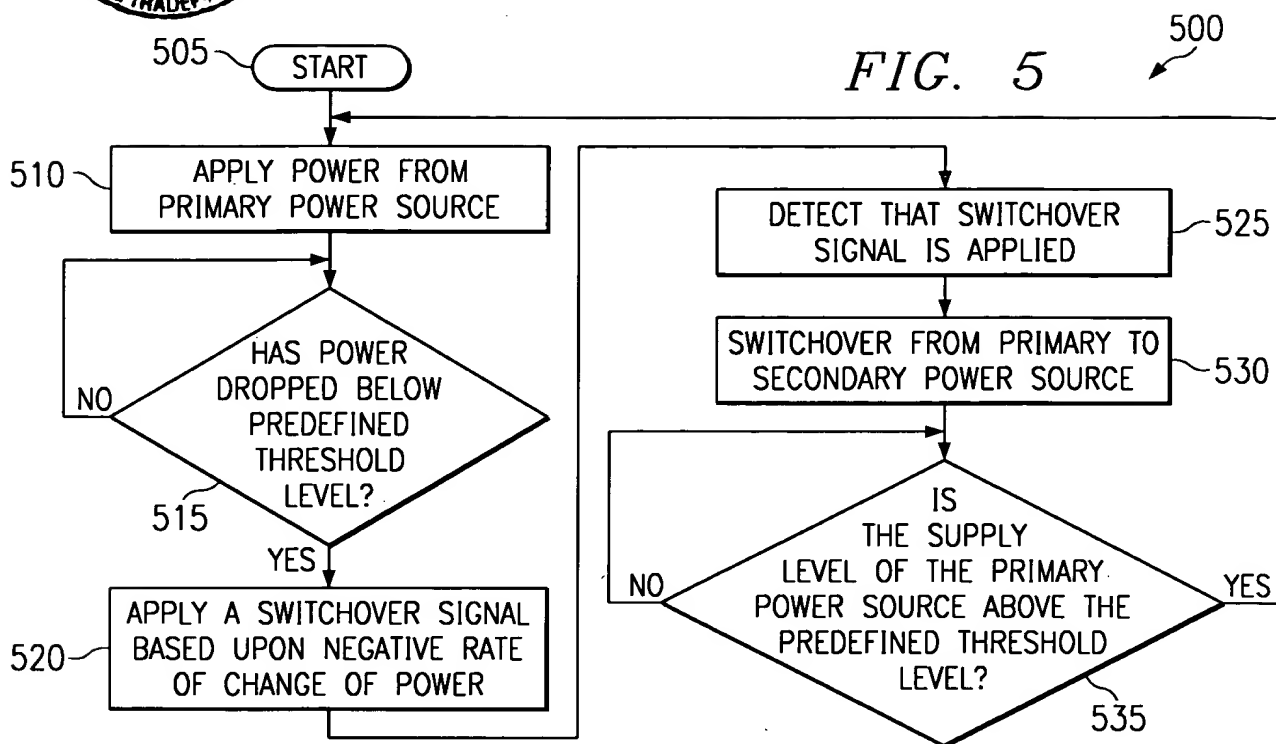 TRADE
FIG. 5
500
505
START
510
APPLY POWER FROM
PRIMARY POWER SOURCE
HAS POWER
DROPPED BELOW
PREDEFINED
THRESHOLD
LEVEL?
NO
515
YES
520
APPLY A SWITCHOVER SIGNAL
BASED UPON NEGATIVE RATE
OF CHANGE OF POWER
DETECT THAT SWITCHOVER
SIGNAL IS APPLIED
525
SWITCHOVER FROM PRIMARY TO
SECONDARY POWER SOURCE
530
IS
THE SUPPLY
LEVEL OF THE PRIMARY
POWER SOURCE ABOVE THE
PREDEFINED THRESHOLD
LEVEL?
NO
YES
535